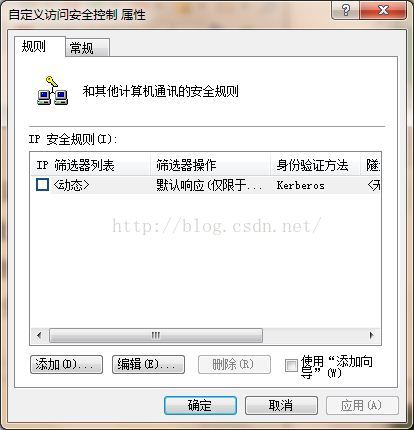 自定义访问安全控制 属性
规则
常规
和其他计算机通讯的安全规则
IP 安全规则(I):
IP 筛选器列表 筛选器操作 身份验证方法
<动态> 默认响应(仅限于... Kerberos
http://blog.csdn.net/
添加(D)...
编辑(E)...
删除(R)
使用“添加向
导”(W)
确定
取消
应用(A)